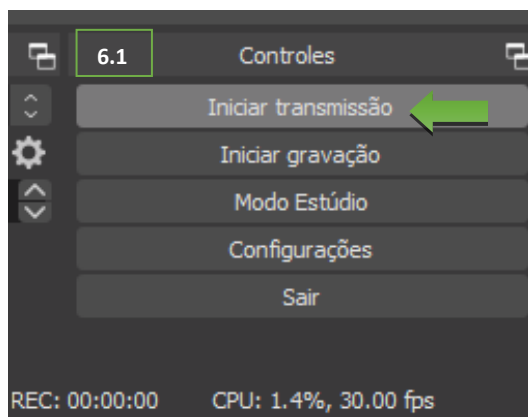 6.1 Controles
Iniciar transmissão
Iniciar gravação
Modo Estúdio
Configurações
Sair
REC: 00:00:00 CPU: 1.4%, 30.00 fps